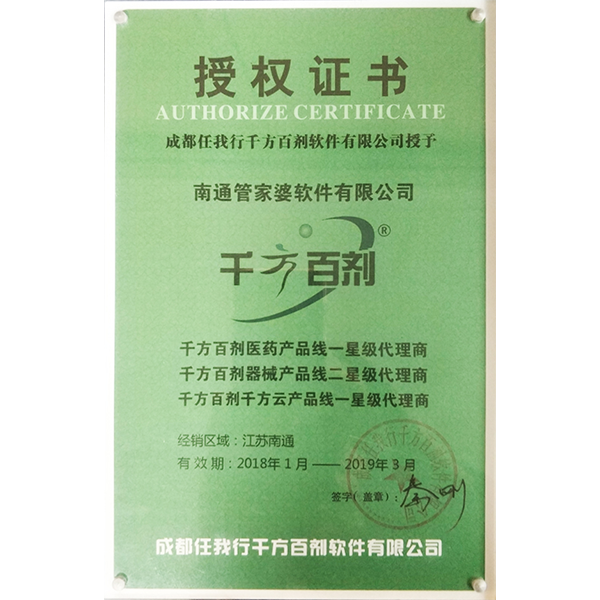 授权证书
AUTHORIZE CERTIFICATE
成都任我行千方百剂软件有限公司授予
南通管家婆软件有限公司
千方百剂®
千方百剂医药产品线一星级代理商
千方百剂器械产品线二星级代理商
千方百剂千方云产品线一星级代理商
经销区域：江苏南通
有效期：2018年1月——2019年3月
签字（盖章）：
成都任我行千方百剂软件有限公司